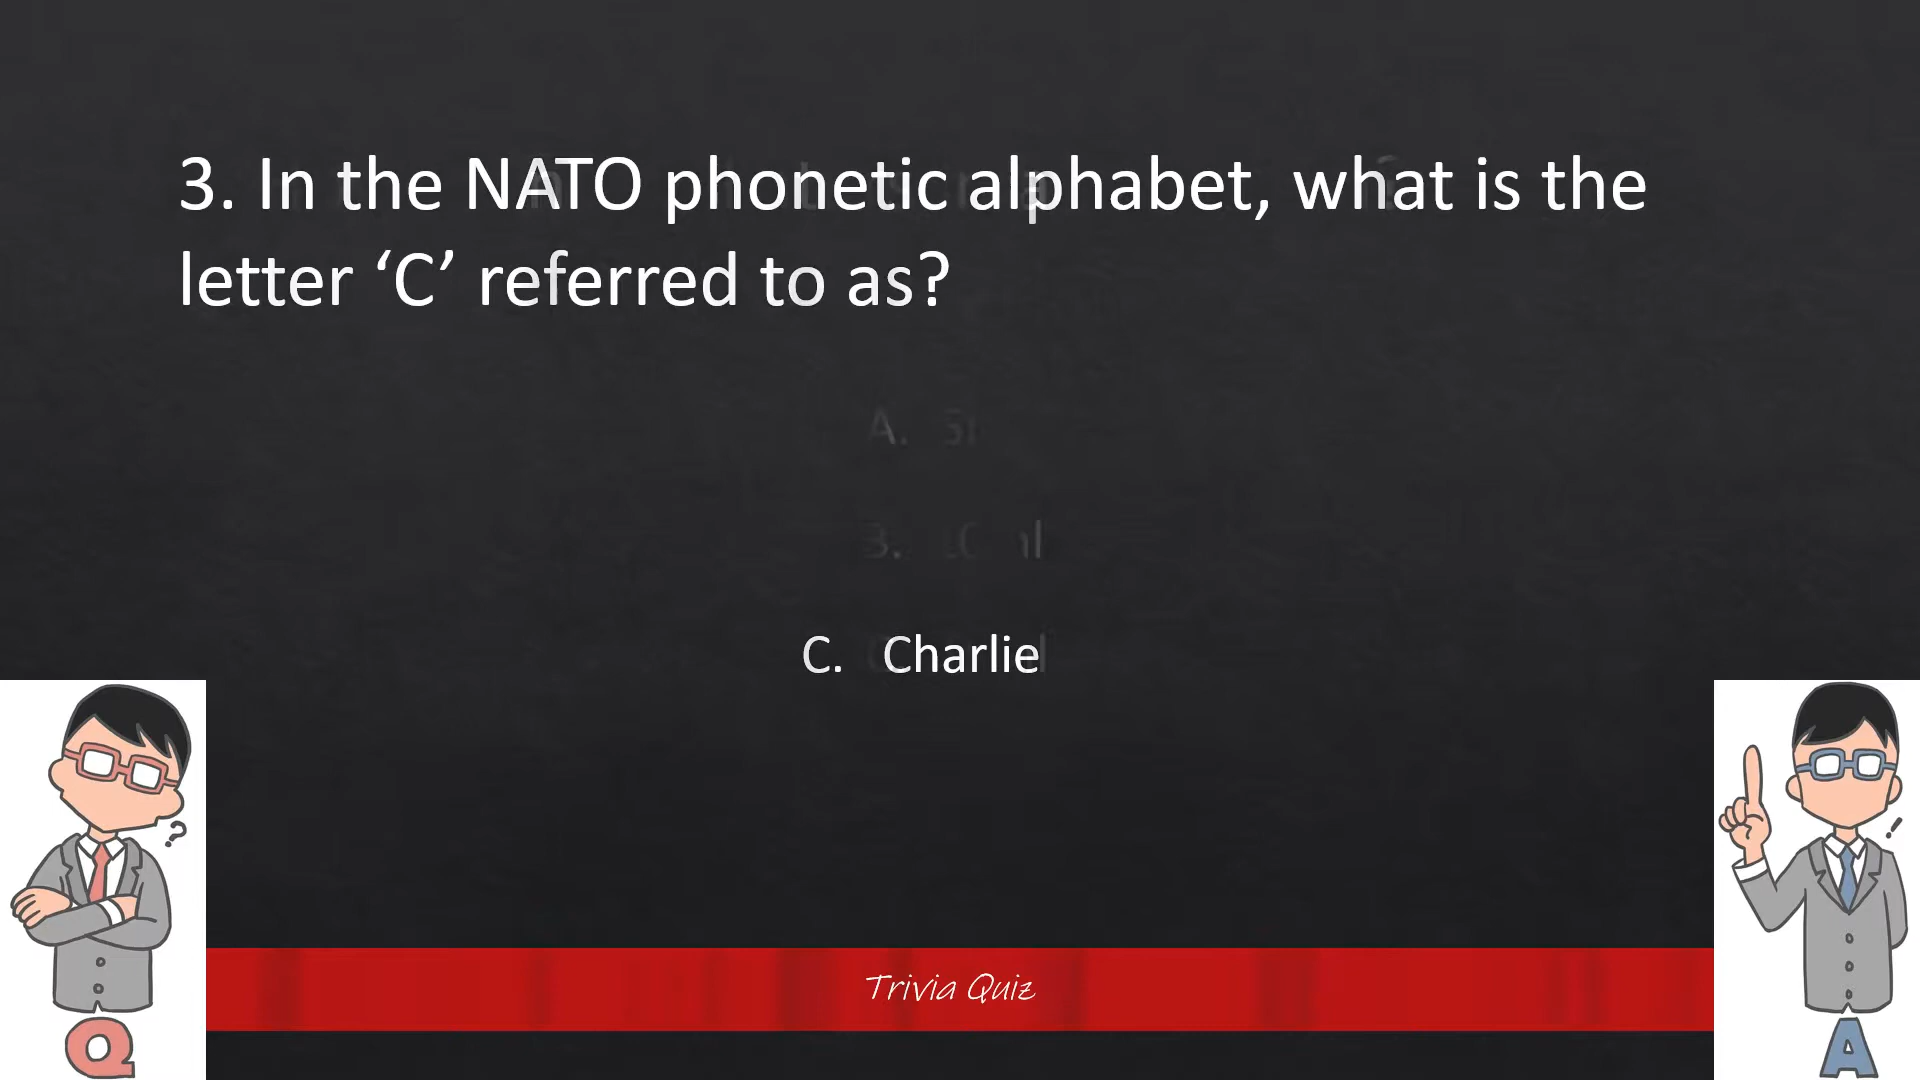 3. In the NATO phonetic alphabet, what is the
letter ‘C’ referred to as?
A.
B.
C. Charlie
?
!
Trivia Quiz
Q
A